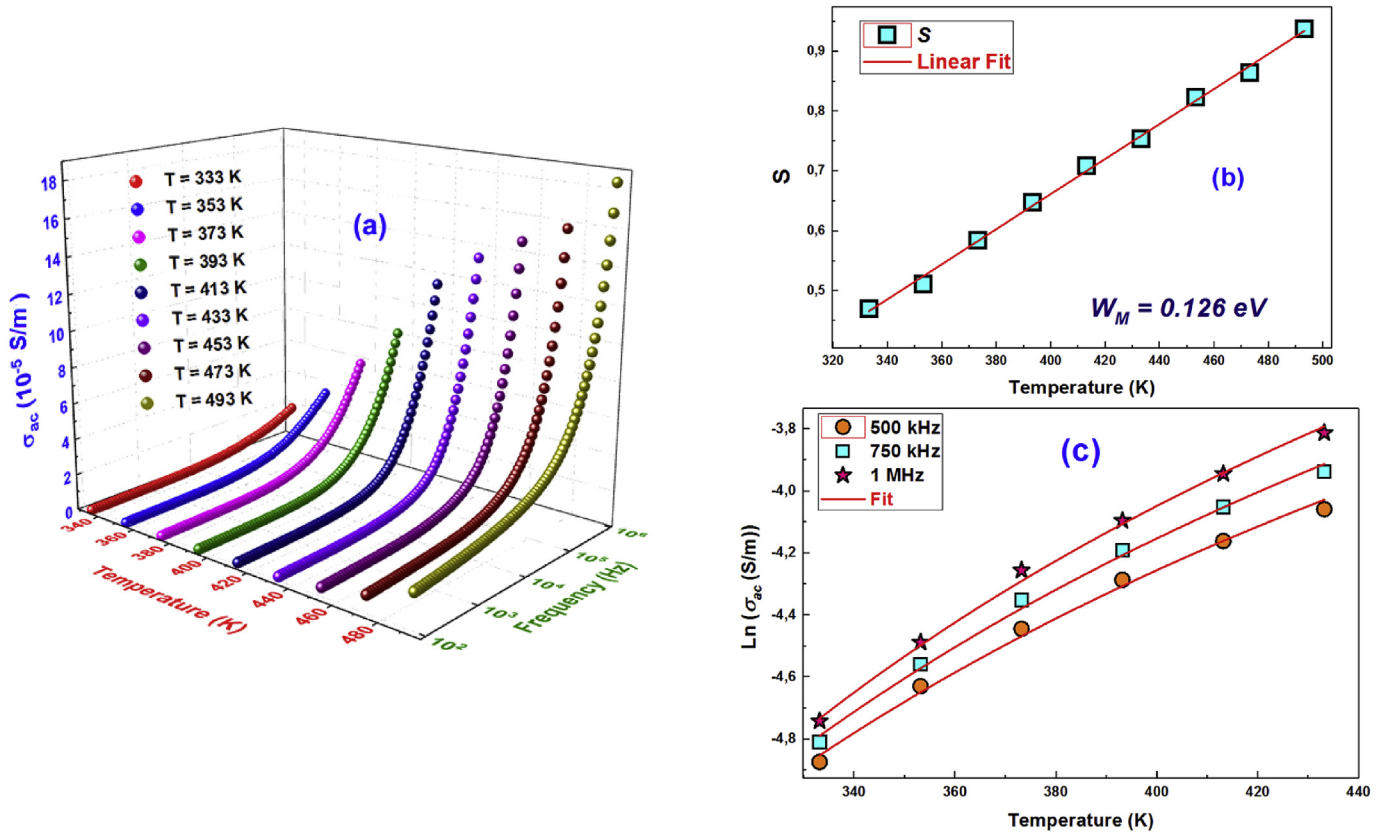 (a)
T = 333 K
T = 353 K
T = 373 K
T = 393 K
T = 413 K
T = 433 K
T = 453 K
T = 473 K
T = 493 K
σac (10-5 S/m )
18
16
14
12
10
8
6
4
2
0
340
360
380
400
420
440
460
480
Temperature (K)
10²
10³
10⁴
10⁵
10⁶
Frequency (Hz)
S
Linear Fit
(b)
WM = 0.126 eV
S
0,9
0,8
0,7
0,6
0,5
320 340 360 380 400 420 440 460 480 500
Temperature (K)
500 kHz
750 kHz
1 MHz
Fit
(c)
Ln (σac (S/m))
-3,8
-4,0
-4,2
-4,4
-4,6
-4,8
340 360 380 400 420 440
Temperature (K)